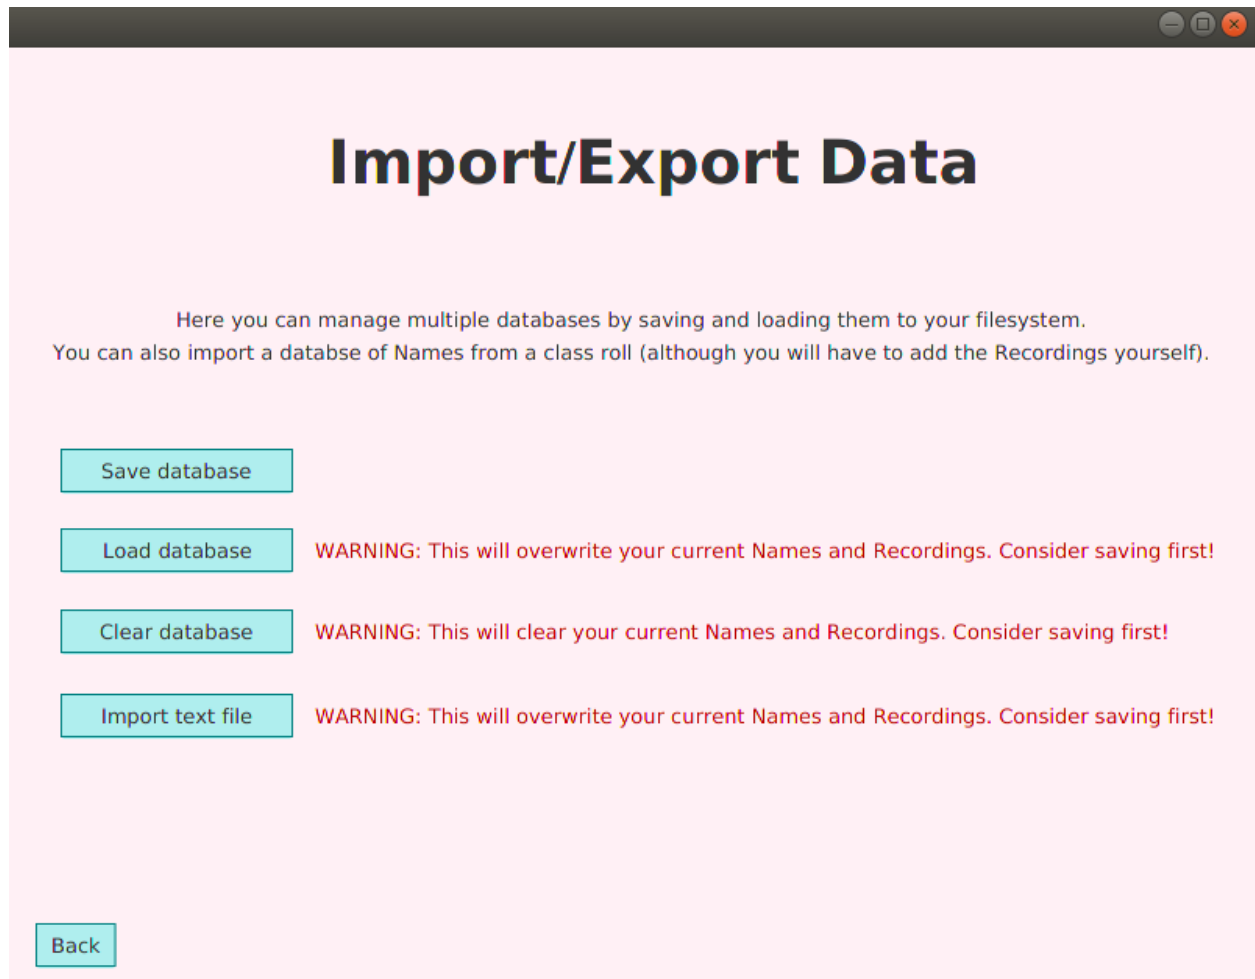 Import/Export Data
Here you can manage multiple databases by saving and loading them to your filesystem.
You can also import a databse of Names from a class roll (although you will have to add the Recordings yourself).
Save database
Load database WARNING: This will overwrite your current Names and Recordings. Consider saving first!
Clear database WARNING: This will clear your current Names and Recordings. Consider saving first!
Import text file WARNING: This will overwrite your current Names and Recordings. Consider saving first!
Back